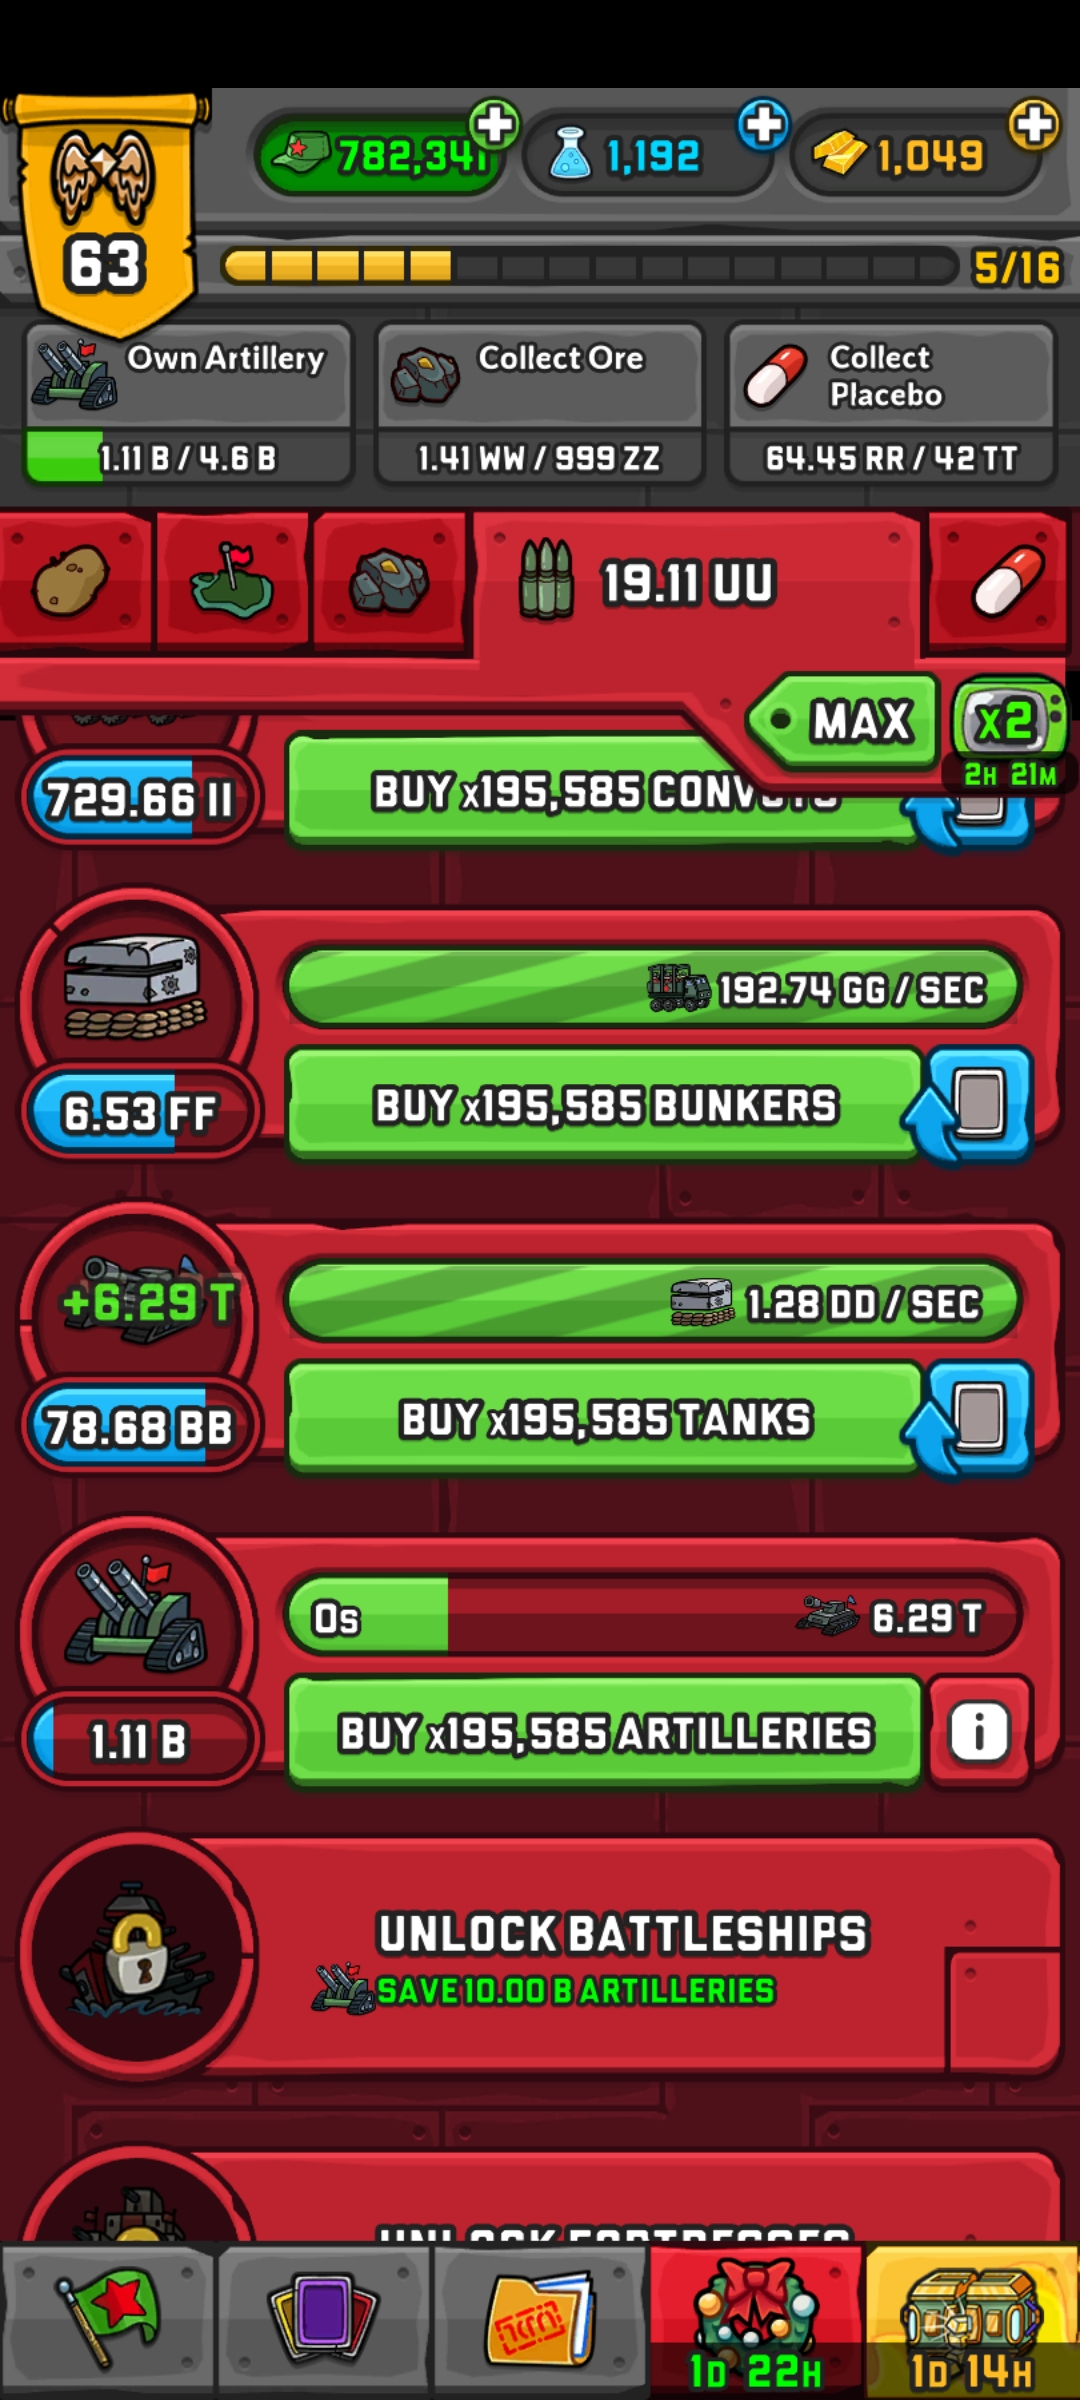 782,341
1,192
1,049
63
5/16
Own Artillery
1.11 B / 4.6 B
Collect Ore
1.41 WW / 999 ZZ
Collect
Placebo
64.45 RR / 42 TT
19.11 UU
MAX
x2
2H 21M
729.66 II
BUY x195,585 CONVOYS
192.74 GG / SEC
6.53 FF
BUY x195,585 BUNKERS
+6.29 T
1.28 DD / SEC
78.68 BB
BUY x195,585 TANKS
0s
6.29 T
1.11 B
BUY x195,585 ARTILLERIES
i
UNLOCK BATTLESHIPS
SAVE 10.00 B ARTILLERIES
UNLOCK FORTRESSES
1D 22H
1D 14H